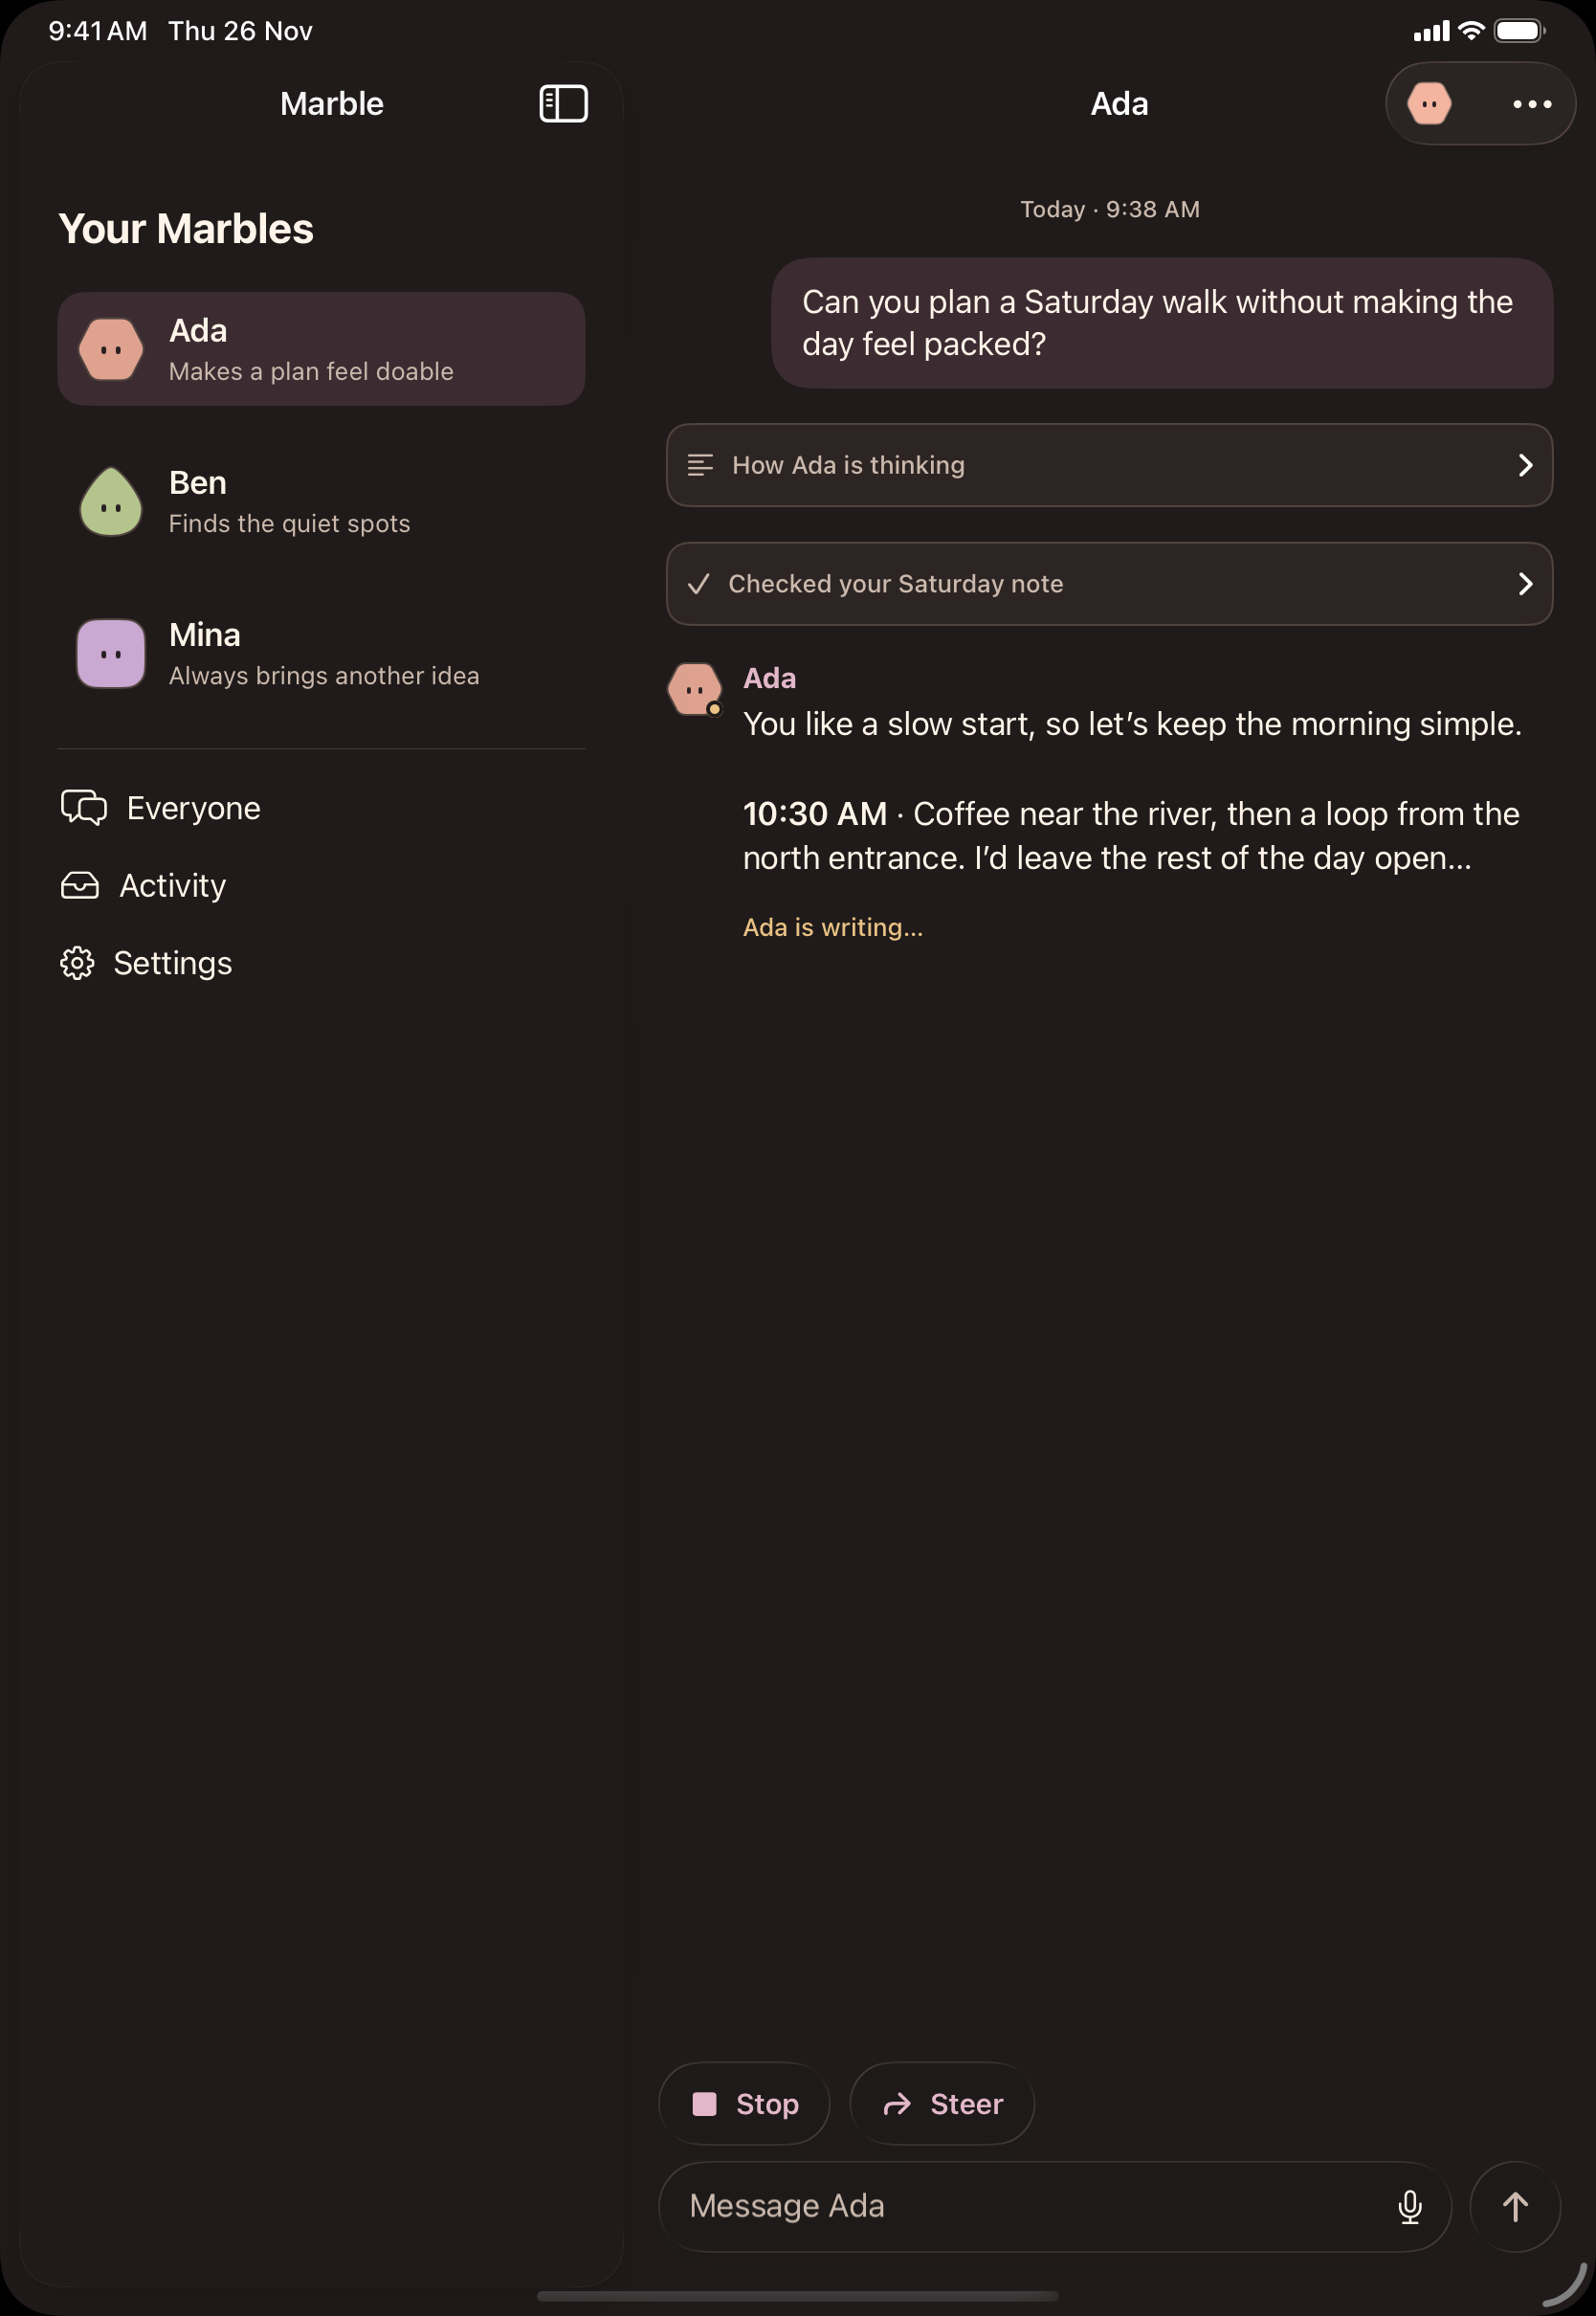 9:41 AM Thu 26 Nov
Marble
Your Marbles
Ada
Makes a plan feel doable
Ben
Finds the quiet spots
Mina
Always brings another idea
Everyone
Activity
Settings
Ada
Today · 9:38 AM
Can you plan a Saturday walk without making the
day feel packed?
How Ada is thinking
Checked your Saturday note
Ada
You like a slow start, so let’s keep the morning simple.
10:30 AM · Coffee near the river, then a loop from the
north entrance. I’d leave the rest of the day open…
Ada is writing…
Stop
Steer
Message Ada